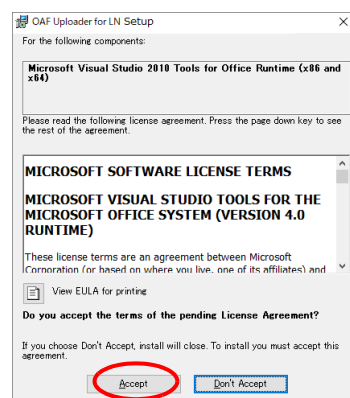 OAF Uploader for LN Setup
For the following components:
Microsoft Visual Studio 2010 Tools for Office Runtime (x86 and
x64)
Please read the following license agreement. Press the page down key to see
the rest of the agreement.
MICROSOFT SOFTWARE LICENSE TERMS
MICROSOFT VISUAL STUDIO TOOLS FOR THE
MICROSOFT OFFICE SYSTEM (VERSION 4.0
RUNTIME)
These license terms are an agreement between Microsoft
Corporation (or based on where you live, one of its affiliates) and
View EULA for printing
Do you accept the terms of the pending License Agreement?
If you choose Don't Accept, install will close. To install you must accept this
agreement.
Accept
Don't Accept